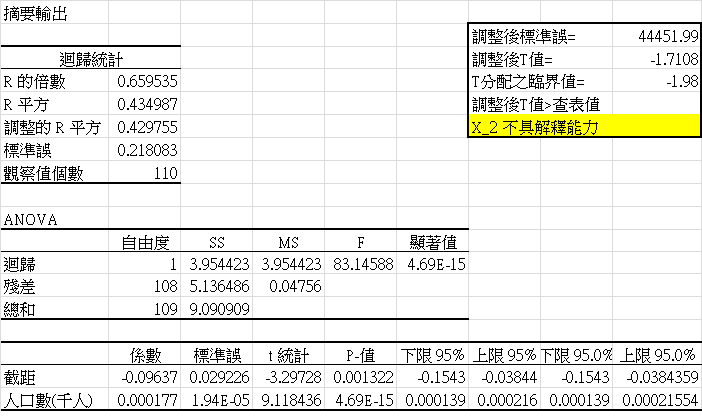 摘要輸出
調整後標準誤= 44451.99
迴歸統計
調整後T值= -1.7108
R 的倍數 0.659535
T分配之臨界值= -1.98
R 平方 0.434987
調整後T值>查表值
調整的 R 平方 0.429755
X_2 不具解釋能力
標準誤 0.218083
觀察值個數 110
ANOVA
自由度 SS MS F 顯著值
迴歸 1 3.954423 3.954423 83.14588 4.69E-15
殘差 108 5.136486 0.04756
總和 109 9.090909
係數 標準誤 t 統計 P-值 下限 95% 上限 95% 下限 95.0% 上限 95.0%
截距 -0.09637 0.029226 -3.29728 0.001322 -0.1543 -0.03844 -0.1543 -0.0384359
人口數(千人) 0.000177 1.94E-05 9.118436 4.69E-15 0.000139 0.000216 0.000139 0.00021554